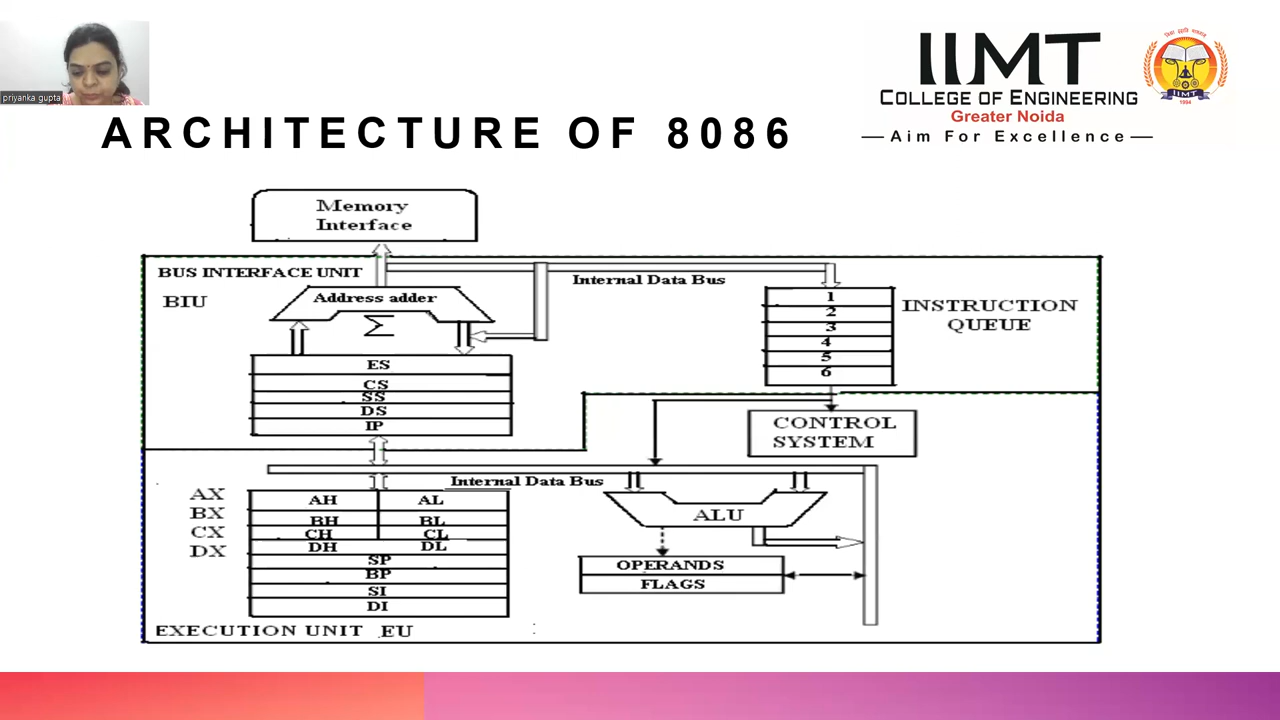 priyanka gupta
IIMT
COLLEGE OF ENGINEERING
Greater Noida
Aim For Excellence
IIMT
1994
ARCHITECTURE OF 8086
Memory
Interface
BUS INTERFACE UNIT
BIU
Internal Data Bus
Address adder
Σ
1
2
3
4
5
6
INSTRUCTION
QUEUE
ES
CS
SS
DS
IP
CONTROL
SYSTEM
Internal Data Bus
AX
BX
CX
DX
AH AL
BH BL
CH CL
DH DL
SP
BP
SI
DI
ALU
OPERANDS
FLAGS
EXECUTION UNIT EU